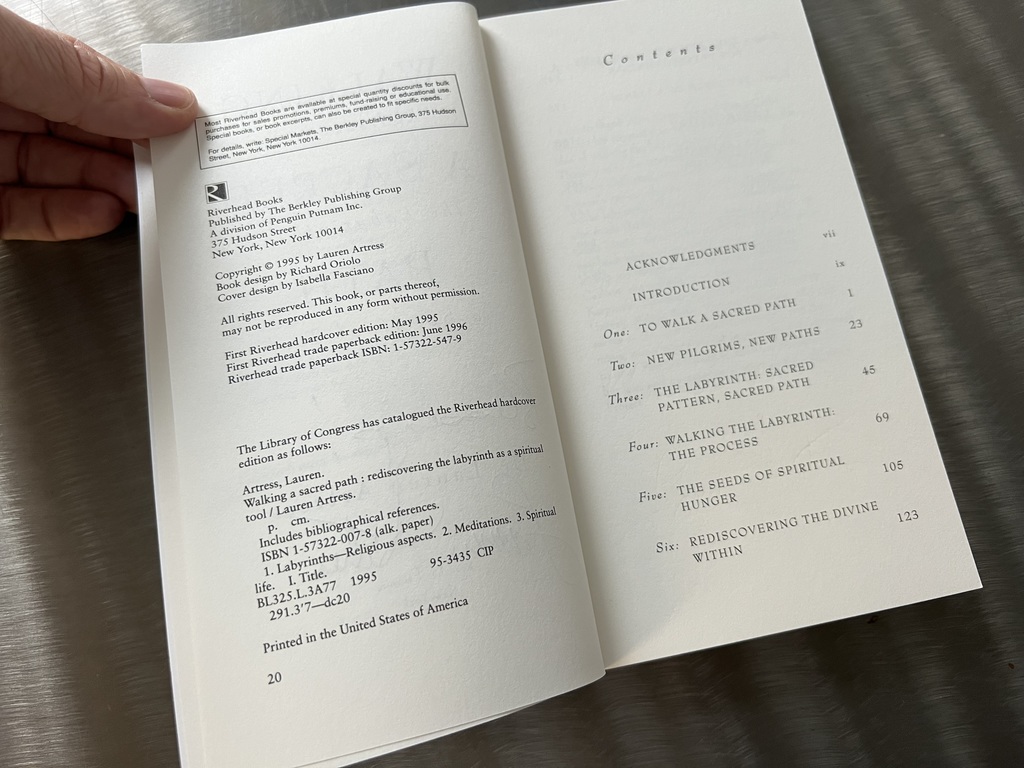 Most Riverhead Books are available at special quantity discounts for bulk
purchases for sales promotions, premiums, fund-raising or educational use.
Special books, or book excerpts, can also be created to fit specific needs.
For details, write: Special Markets, The Berkley Publishing Group, 375 Hudson
Street, New York, New York 10014.
R
Riverhead Books
Published by The Berkley Publishing Group
A division of Penguin Putnam Inc.
375 Hudson Street
New York, New York 10014
Copyright © 1995 by Lauren Artress
Book design by Richard Oriolo
Cover design by Isabella Fasciano
All rights reserved. This book, or parts thereof,
may not be reproduced in any form without permission.
First Riverhead hardcover edition: May 1995
First Riverhead trade paperback edition: June 1996
Riverhead trade paperback ISBN: 1-57322-547-9
The Library of Congress has catalogued the Riverhead hardcover
edition as follows:
Artress, Lauren.
Walking a sacred path : rediscovering the labyrinth as a spiritual
tool / Lauren Artress.
p. cm.
Includes bibliographical references.
ISBN 1-57322-007-8 (alk. paper)
1. Labyrinths—Religious aspects. 2. Meditations. 3. Spiritual
life. I. Title.
BL325.L.3A77 1995 95-3435 CIP
291.3'7—dc20
Printed in the United States of America
20
Contents
ACKNOWLEDGMENTS vii
INTRODUCTION ix
One: TO WALK A SACRED PATH 1
Two: NEW PILGRIMS, NEW PATHS 23
Three: THE LABYRINTH: SACRED 45
PATTERN, SACRED PATH
Four: WALKING THE LABYRINTH: 69
THE PROCESS
Five: THE SEEDS OF SPIRITUAL 105
HUNGER
Six: REDISCOVERING THE DIVINE 123
WITHIN